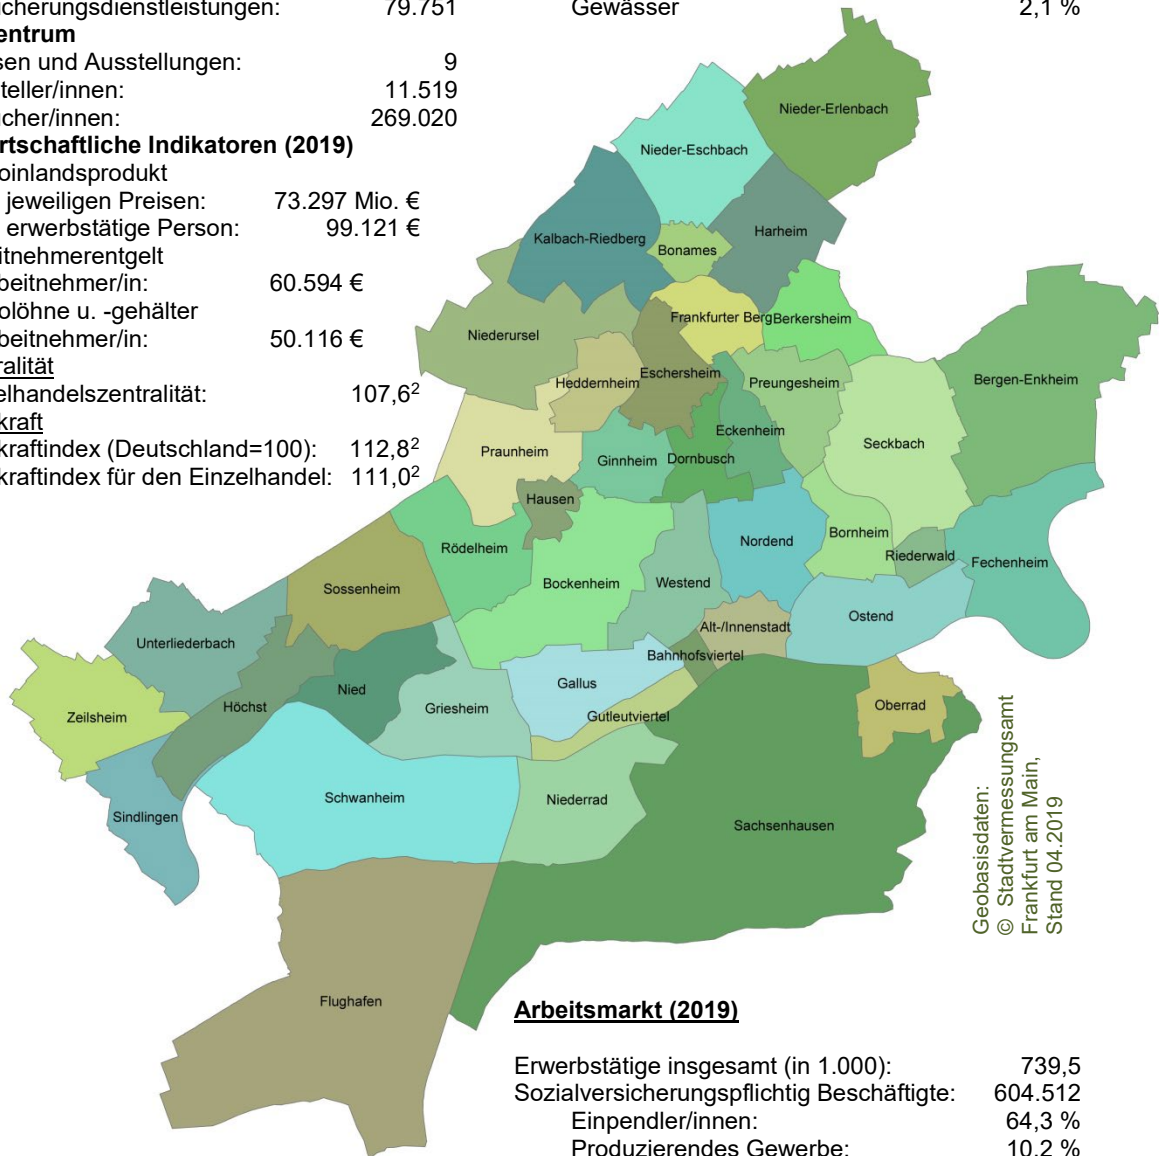 icherungsdienstleistungen: 79.751
Gewässer 2,1 %
entrum
sen und Ausstellungen: 9
teller/innen: 11.519
ucher/innen: 269.020
rtschaftliche Indikatoren (2019)
oinlandsprodukt
jeweiligen Preisen: 73.297 Mio. €
erwerbstätige Person: 99.121 €
itnehmerentgelt
beitnehmer/in: 60.594 €
olöhne u. -gehälter
beitnehmer/in: 50.116 €
ralität
elhandelszentralität: 107,6²
kraft
kraftindex (Deutschland=100): 112,8²
kraftindex für den Einzelhandel: 111,0²
Nieder-Erlenbach
Nieder-Eschbach
Harheim
Kalbach-Riedberg
Bonames
Frankfurter Berg
Berkersheim
Niederursel
Heddernheim
Eschersheim
Preungesheim
Bergen-Enkheim
Eckenheim
Seckbach
Praunheim
Ginnheim
Dornbusch
Hausen
Rödelheim
Nordend
Bornheim
Riederwald
Fechenheim
Sossenheim
Bockenheim
Westend
Ostend
Alt-/Innenstadt
Unterliederbach
Bahnhofsviertel
Nied
Gallus
Zeilsheim
Höchst
Griesheim
Gutleutviertel
Oberrad
Schwanheim
Niederrad
Sindlingen
Sachsenhausen
Flughafen
Geobasisdaten:
© Stadtvermessungsamt
Frankfurt am Main,
Stand 04.2019
Arbeitsmarkt (2019)
Erwerbstätige insgesamt (in 1.000): 739,5
Sozialversicherungspflichtig Beschäftigte: 604.512
Einpendler/innen: 64,3 %
Produzierendes Gewerbe: 10,2 %